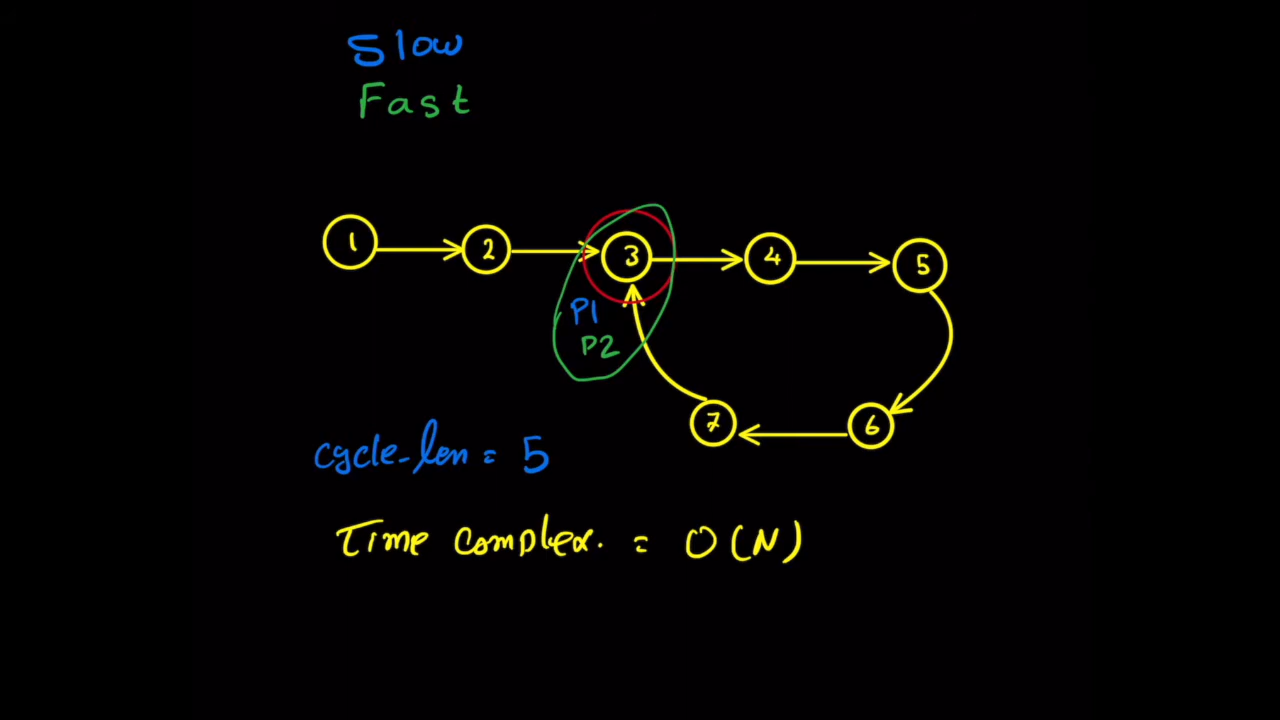 Slow
Fast
1 2 3 4 5
P1
P2
7 6
cycle-len = 5
Time complex. = O(N)